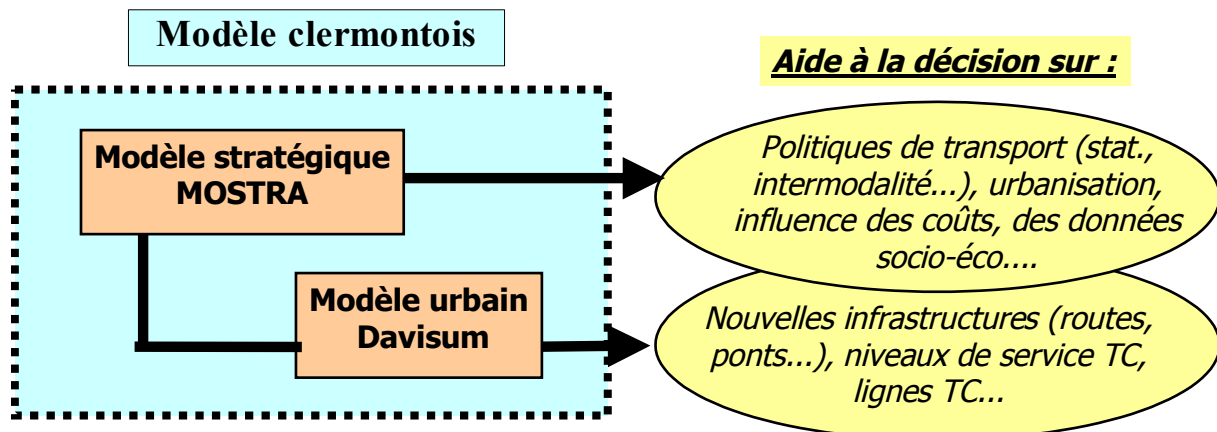 Modèle clermontois
Aide à la décision sur :
Modèle stratégique
MOSTRA
Politiques de transport (stat.,
intermodalité...), urbanisation,
influence des coûts, des données
socio-éco....
Modèle urbain
Davisum
Nouvelles infrastructures (routes,
ponts...), niveaux de service TC,
lignes TC...